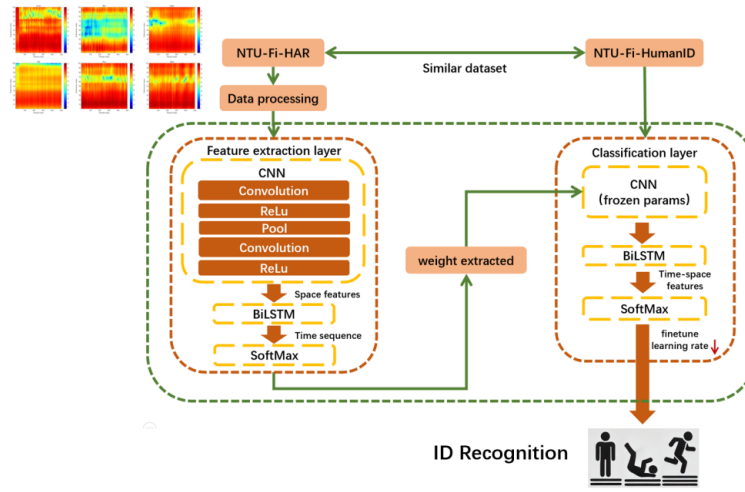 NTU-Fi-HAR
NTU-Fi-HumanID
Similar dataset
Data processing
Feature extraction layer
CNN
Convolution
ReLu
Pool
Convolution
ReLu
Space features
BiLSTM
Time sequence
SoftMax
weight extracted
Classification layer
CNN
(frozen params)
BiLSTM
Time-space
features
SoftMax
finetune
learning rate
ID Recognition